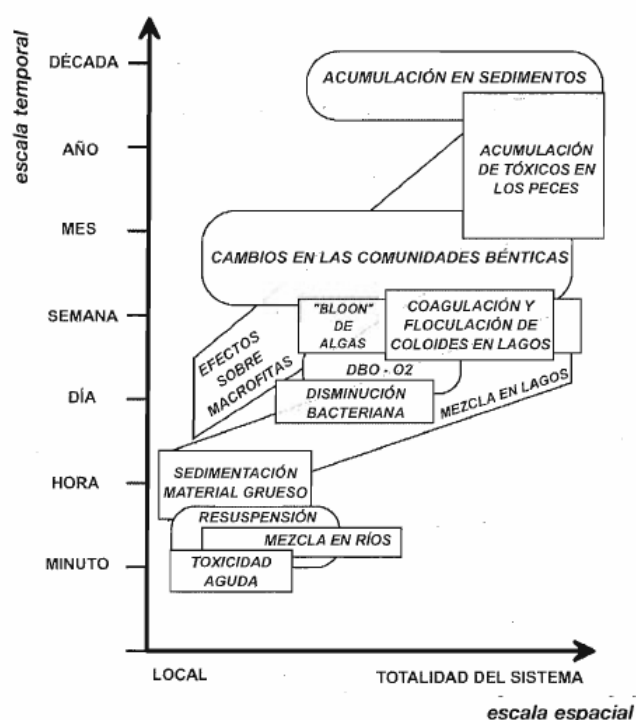 escala temporal
DÉCADA
AÑO
MES
SEMANA
DÍA
HORA
MINUTO
ACUMULACIÓN EN SEDIMENTOS
ACUMULACIÓN
DE TÓXICOS EN
LOS PECES
CAMBIOS EN LAS COMUNIDADES BÉNTICAS
"BLOON"
DE
ALGAS
COAGULACIÓN Y
FLOCULACIÓN DE
COLOIDES EN LAGOS
EFECTOS
SOBRE
MACROFITAS
DBO - O2
DISMINUCIÓN
BACTERIANA
MEZCLA EN LAGOS
SEDIMENTACIÓN
MATERIAL GRUESO
RESUSPENSIÓN
MEZCLA EN RÍOS
TOXICIDAD
AGUDA
LOCAL
TOTALIDAD DEL SISTEMA
escala espacial